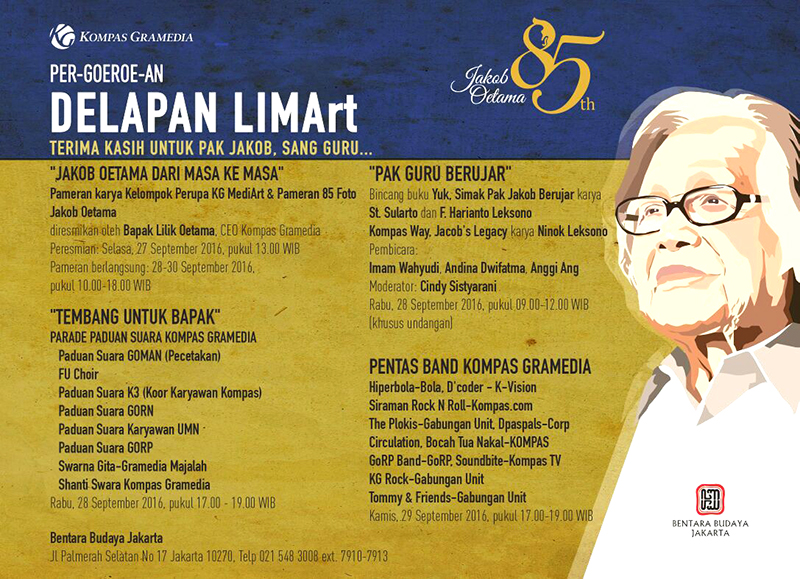 KOMPAS GRAMEDIA
PER-GOEROE-AN
DELAPAN LIMArt
TERIMA KASIH UNTUK PAK JAKOB, SANG GURU...
Jakob
Oetama
85th
"JAKOB OETAMA DARI MASA KE MASA"
Pameran karya Kelompok Perupa KG MediArt & Pameran 85 Foto
Jakob Oetama
diresmikan oleh Bapak Lilik Oetama, CEO Kompas Gramedia
Peresmian: Selasa, 27 September 2016, pukul 13.00 WIB
Pameran berlangsung: 28-30 September 2016,
pukul 10.00-18.00 WIB
"TEMBANG UNTUK BAPAK"
PARADE PADUAN SUARA KOMPAS GRAMEDIA
Paduan Suara GOMAN (Pecetakan)
FU Choir
Paduan Suara K3 (Koor Karyawan Kompas)
Paduan Suara GORN
Paduan Suara Karyawan UMN
Paduan Suara GORP
Swarna Gita-Gramedia Majalah
Shanti Swara Kompas Gramedia
Rabu, 28 September 2016, pukul 17.00 - 19.00 WIB
Bentara Budaya Jakarta
Jl Palmerah Selatan No 17 Jakarta 10270, Telp 021 548 3008 ext. 7910-7913
"PAK GURU BERUJAR"
Bincang buku Yuk, Simak Pak Jakob Berujar karya
St. Sularto dan F. Harianto Leksono
Kompas Way, Jacob's Legacy karya Ninok Leksono
Pembicara:
Imam Wahyudi, Andina Dwifatma, Anggi Ang
Moderator: Cindy Sistyarani
Rabu, 28 September 2016, pukul 09.00-12.00 WIB
(khusus undangan)
PENTAS BAND KOMPAS GRAMEDIA
Hiperbola-Bola, D'coder - K-Vision
Siraman Rock N Roll-Kompas.com
The Plokis-Gabungan Unit, Dpaspals-Corp
Circulation, Bocah Tua Nakal-KOMPAS
GoRP Band-GoRP, Soundbite-Kompas TV
KG Rock-Gabungan Unit
Tommy & Friends-Gabungan Unit
Kamis, 29 September 2016, pukul 17.00-19.00 WIB
BENTARA BUDAYA
JAKARTA